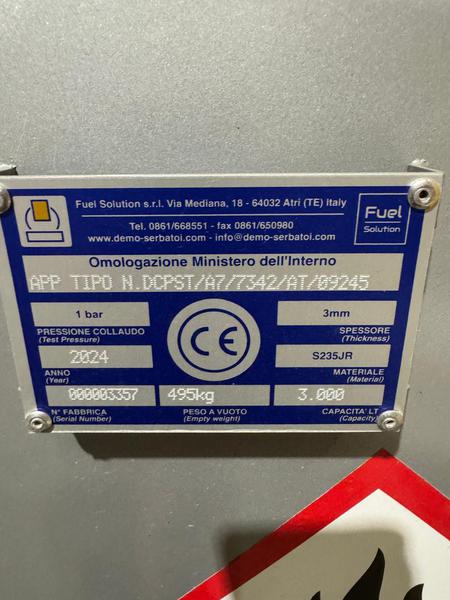 Fuel Solution s.r.l. Via Mediana, 18 - 64032 Atri (TE) Italy
Tel. 0861/668551 - fax 0861/650980
www.demo-serbatoi.com - info@demo-serbatoi.com
Fuel
Solution
Omologazione Ministero dell'Interno
APP TIPO N.DCPST/A7/7342/AT/09245
1 bar
PRESSIONE COLLAUDO
(Test Pressure)
3mm
SPESSORE
(Thickness)
CE
2024
ANNO
(Year)
S235JR
MATERIALE
(Material)
000003357
N° FABBRICA
(Serial Number)
495kg
PESO A VUOTO
(Empty weight)
3.000
CAPACITA' LT
(Capacity)